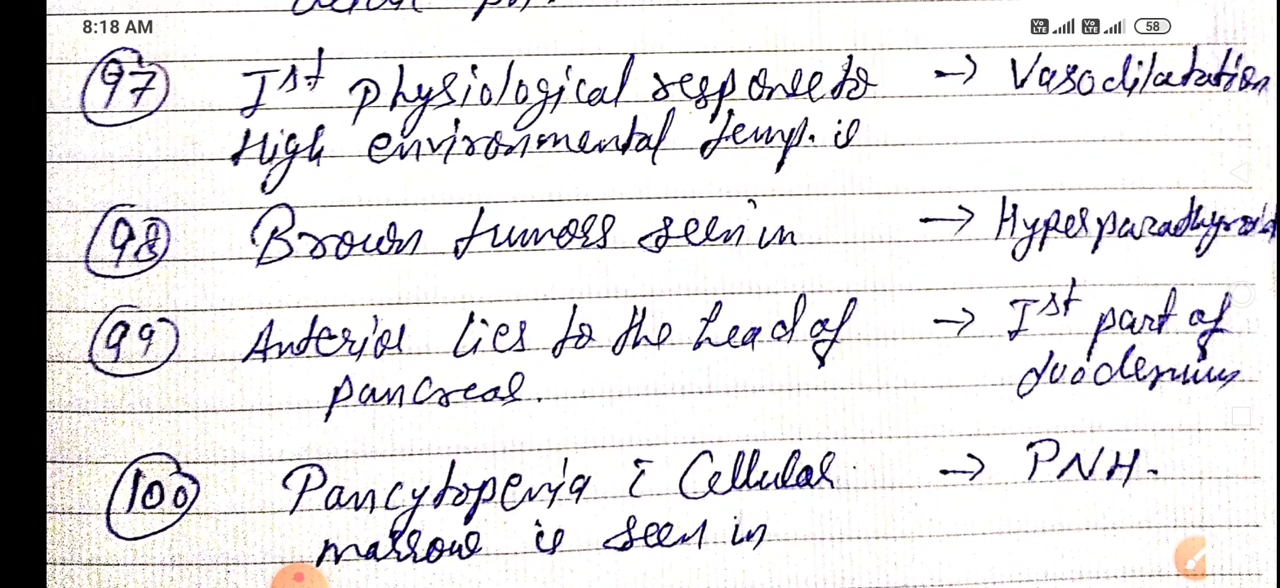 8:18 AM 58
97 Ist physiological response to → Vasodilatation
High environmental temp. is
98 Brown tumors seen in → Hyperparathyroid
99 Anterior lies to the head of → Ist part of
pancreas. duodenum
100 Pancytopenia c̄ Cellular → PNH.
marrow is seen in